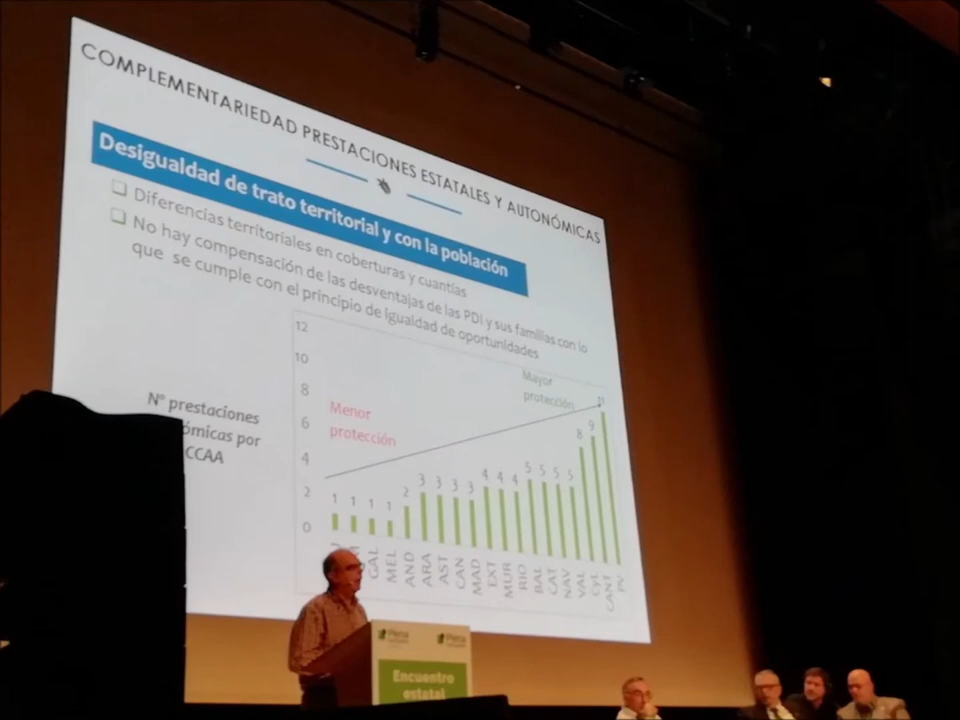 COMPLEMENTARIEDAD PRESTACIONES ESTATALES Y AUTONÓMICAS
Desigualdad de trato territorial y con la población
Diferencias territoriales en coberturas y cuantías
No hay compensación de las desventajas de las PDI y sus familias con lo
que se cumple con el principio de igualdad de oportunidades
12
10
8
6
4
2
0
Nº prestaciones
ómicas por
CCAA
Menor
protección
Mayor
protección
1 1 1 1 2 3 3 3 3 4 4 4 5 5 5 5 8 9 11
GAL MEL AND ARA AST CAN MAD EXT MUR RIO BAL CAT NAV VAL CyL CANT PV
Plena Plena
Encuentro
estatal